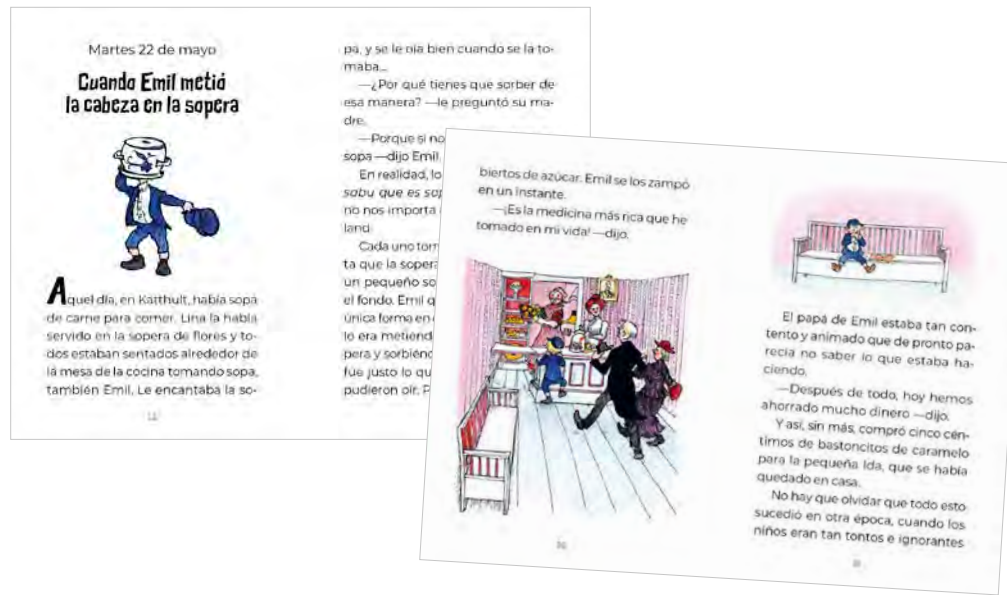 Martes 22 de mayo
Cuando Emil metió
la cabeza en la sopera
Aquel día, en Katthult, había sopa
de carne para comer. Lina la había
servido en la sopera de flores y to-
dos estaban sentados alrededor de
la mesa de la cocina tomando sopa,
también Emil. Le encantaba la so-
pa, y se le oía bien cuando se la to-
maba...
—¿Por qué tienes que sorber de
esa manera? —le preguntó su ma-
dre.
—Porque si no
sopa —dijo Emil.
En realidad, lo
no nos importa
land.
Cada uno tom
ta que la sopera
un pequeño so
el fondo. Emil q
única forma en
lo era metiend
pera y sorbiénd
fue justo lo qu
pudieron oír. P
biertos de azúcar. Emil se los zampó
en un instante.
—¡Es la medicina más rica que he
tomado en mi vida! —dijo.
El papá de Emil estaba tan con-
tento y animado que de pronto pa-
recía no saber lo que estaba ha-
ciendo.
—Después de todo, hoy hemos
ahorrado mucho dinero —dijo.
Y así, sin más, compró cinco cén-
timos de bastoncitos de caramelo
para la pequeña Ida, que se había
quedado en casa.
No hay que olvidar que todo esto
sucedió en otra época, cuando los
niños eran tan tontos e ignorantes